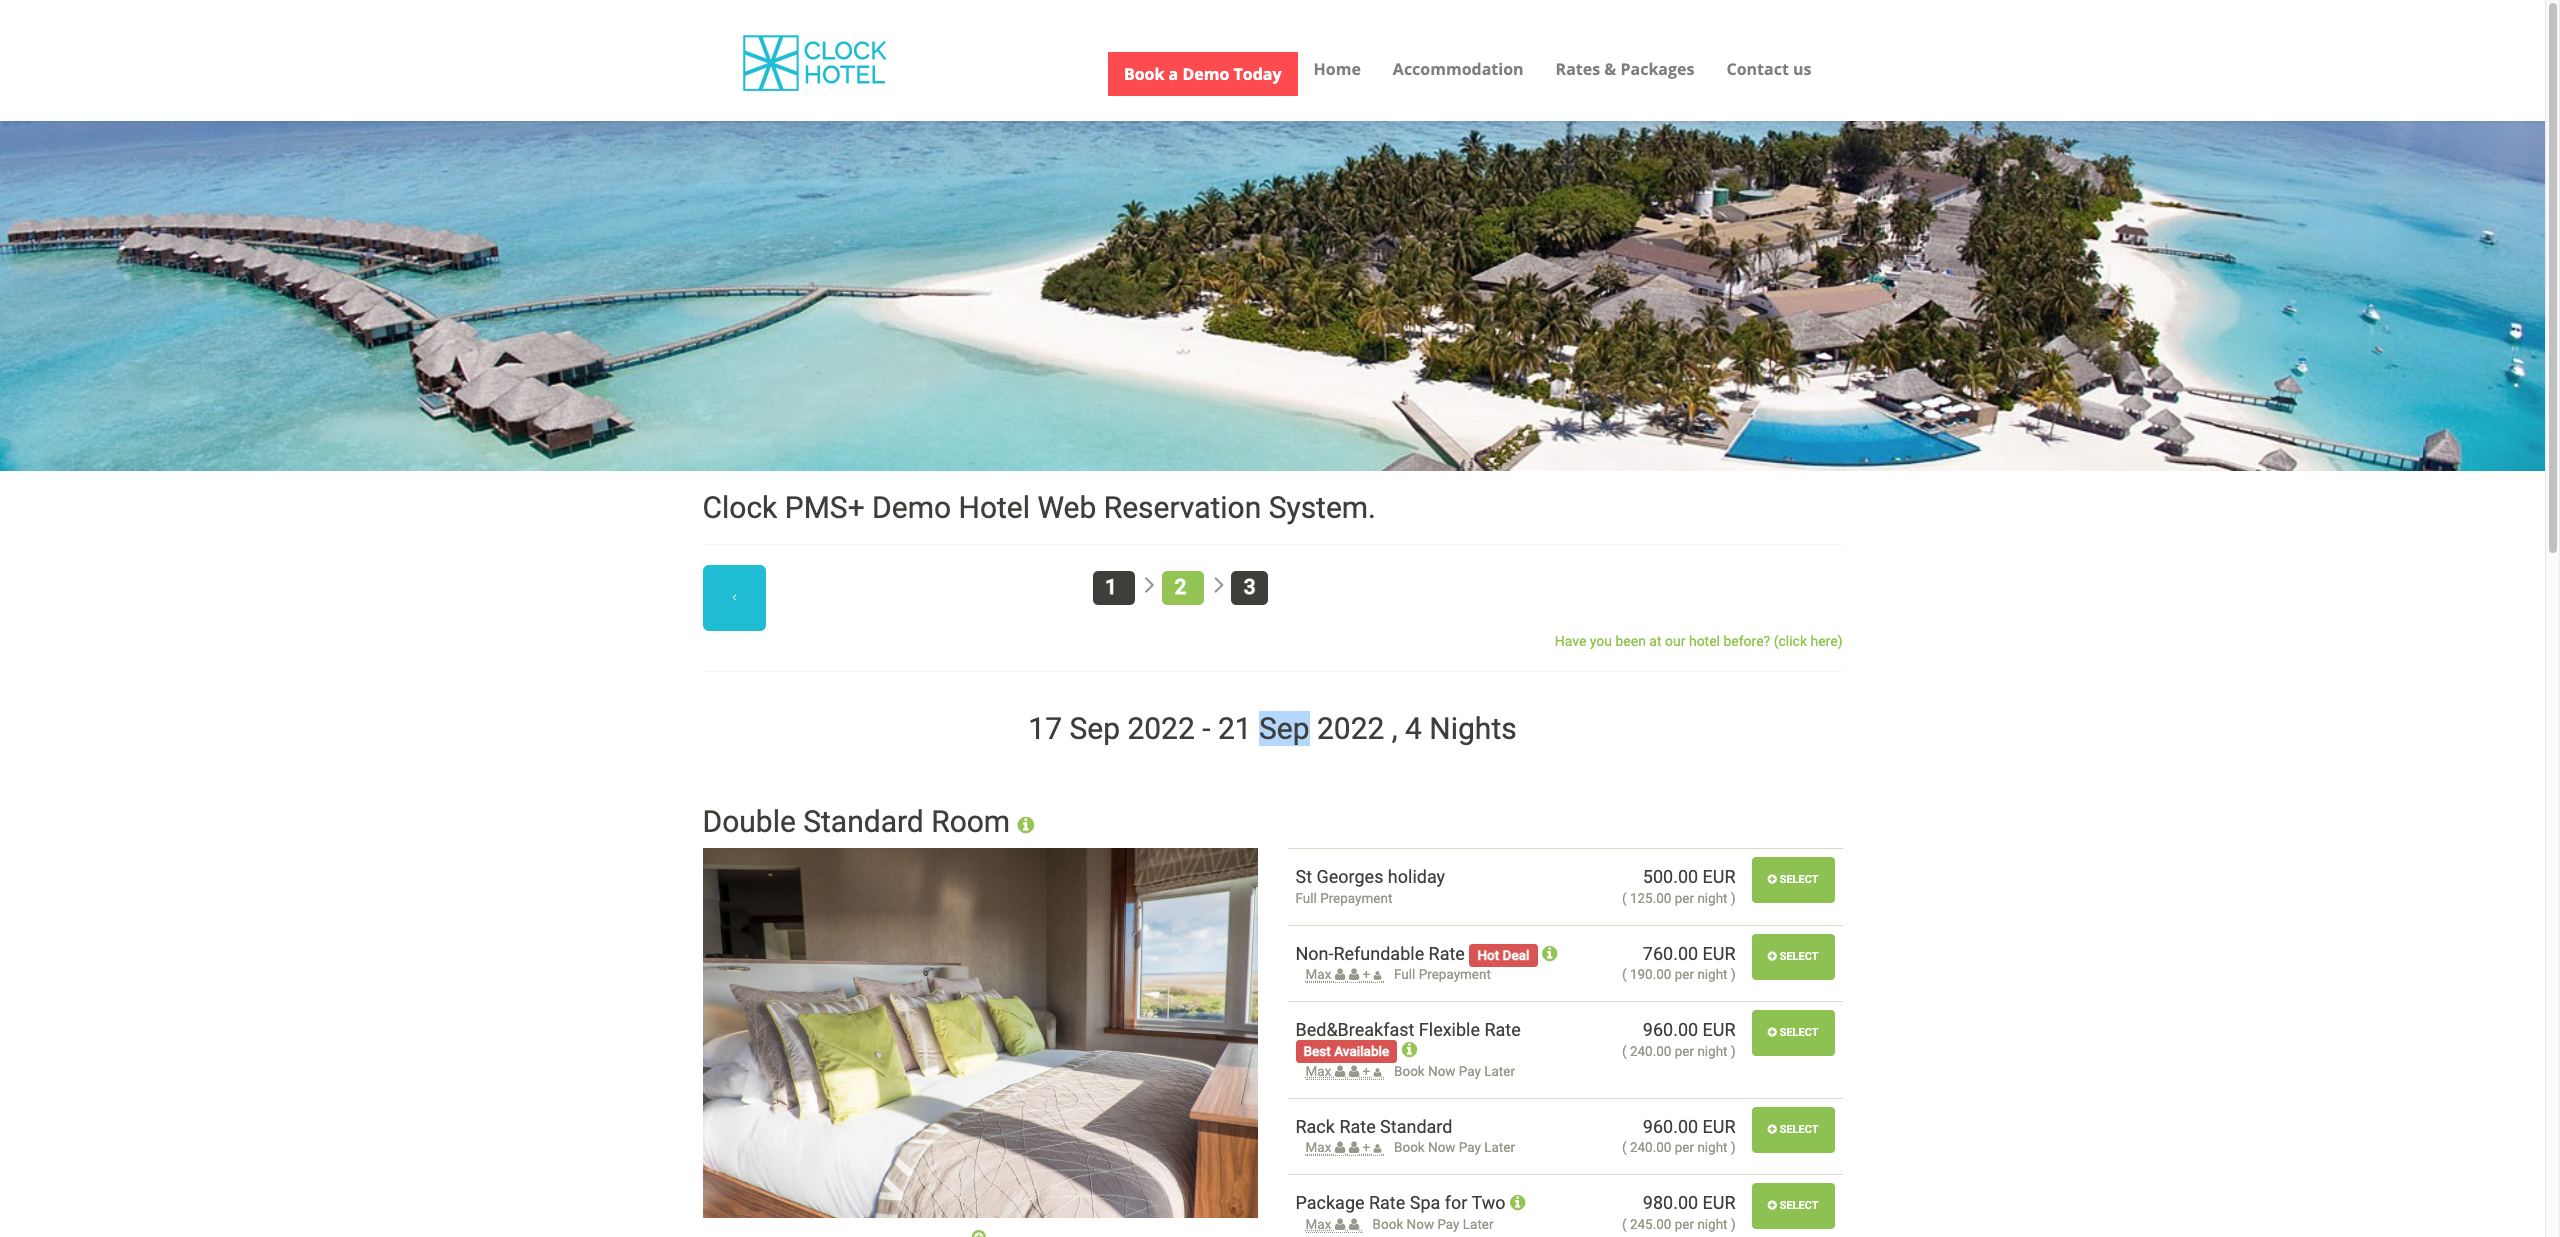 CLOCK
HOTEL
Book a Demo Today
Home
Accommodation
Rates & Packages
Contact us
Clock PMS+ Demo Hotel Web Reservation System.
1 > 2 > 3
Have you been at our hotel before? (click here)
17 Sep 2022 - 21 Sep 2022 , 4 Nights
Double Standard Room
St Georges holiday 500.00 EUR SELECT
Full Prepayment ( 125.00 per night )
Non-Refundable Rate Hot Deal 760.00 EUR SELECT
Max + Full Prepayment ( 190.00 per night )
Bed&Breakfast Flexible Rate 960.00 EUR SELECT
Best Available ( 240.00 per night )
Max + Book Now Pay Later
Rack Rate Standard 960.00 EUR SELECT
Max + Book Now Pay Later ( 240.00 per night )
Package Rate Spa for Two 980.00 EUR SELECT
Max Book Now Pay Later ( 245.00 per night )